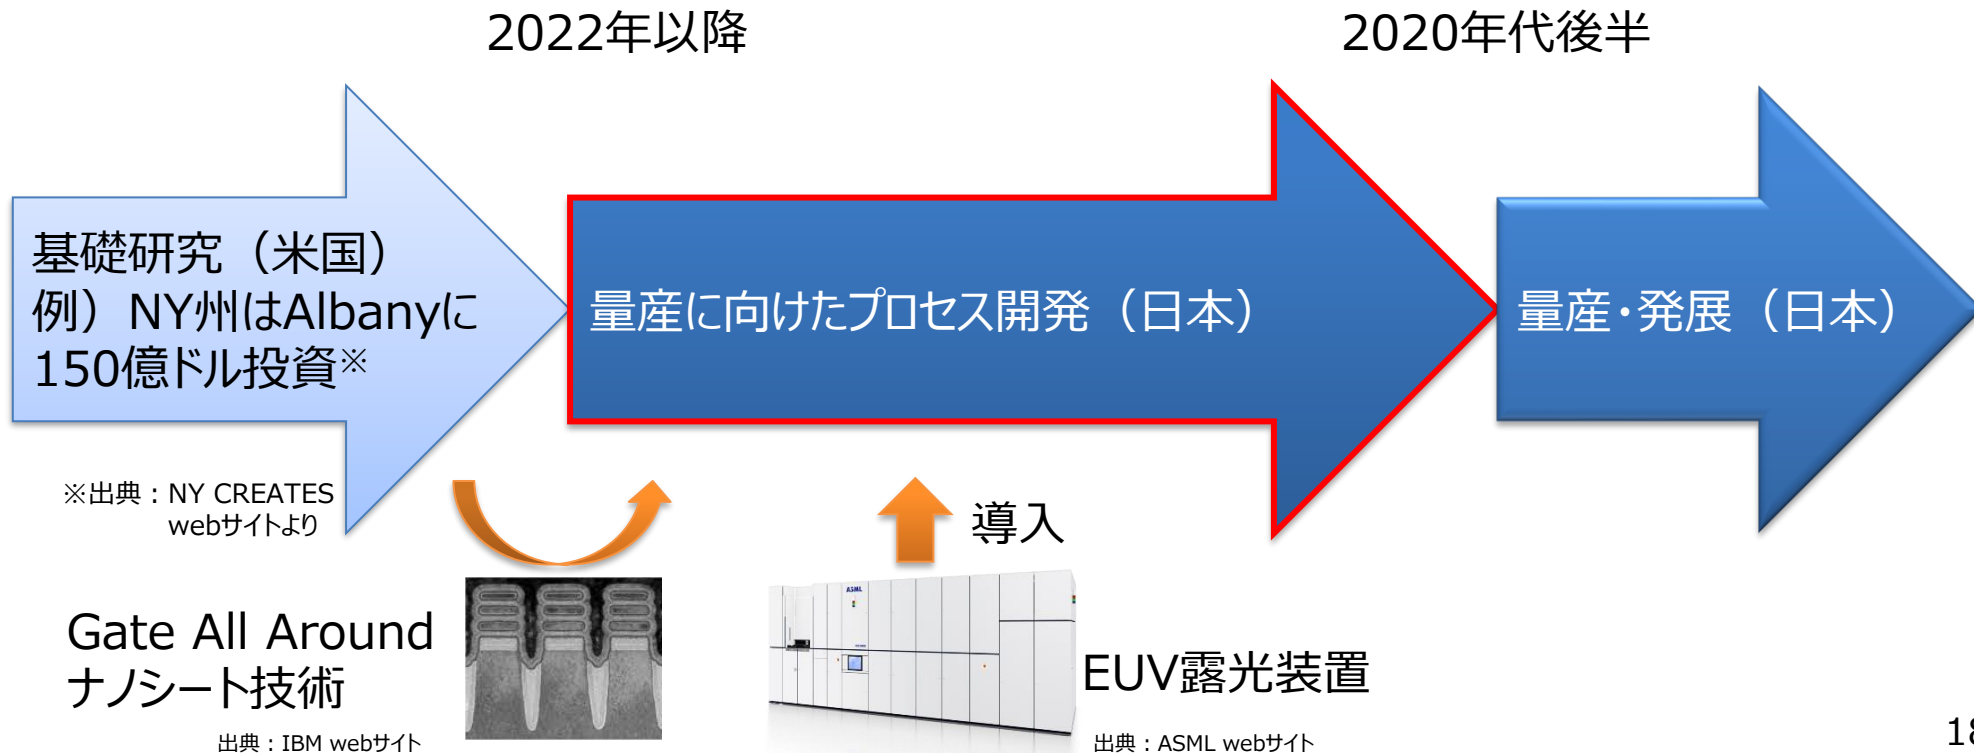 2022年以降
2020年代後半
基礎研究（米国）
例）NY州はAlbanyに
150億ドル投資※
量産に向けたプロセス開発（日本）
量産・発展（日本）
※出典：NY CREATES
webサイトより
導入
ASML
Gate All Around
ナノシート技術
EUV露光装置
出典：IBM webサイト
出典：ASML webサイト
18